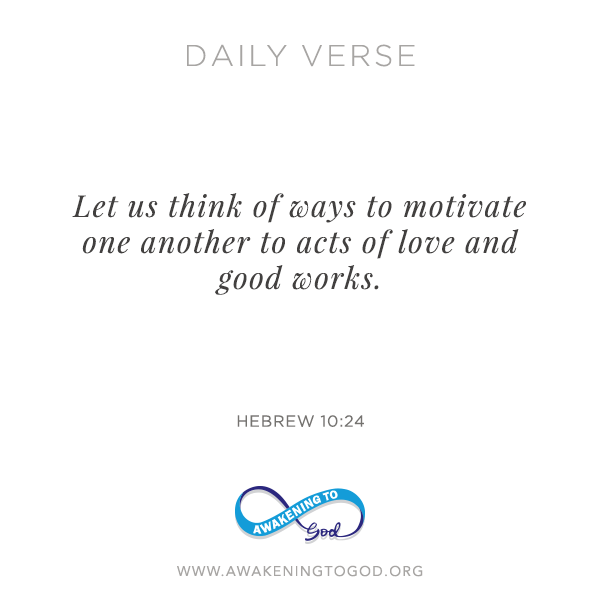 DAILY VERSE
Let us think of ways to motivate
one another to acts of love and
good works.
HEBREW 10:24
AWAKENING TO
God
WWW.AWAKENINGTOGOD.ORG